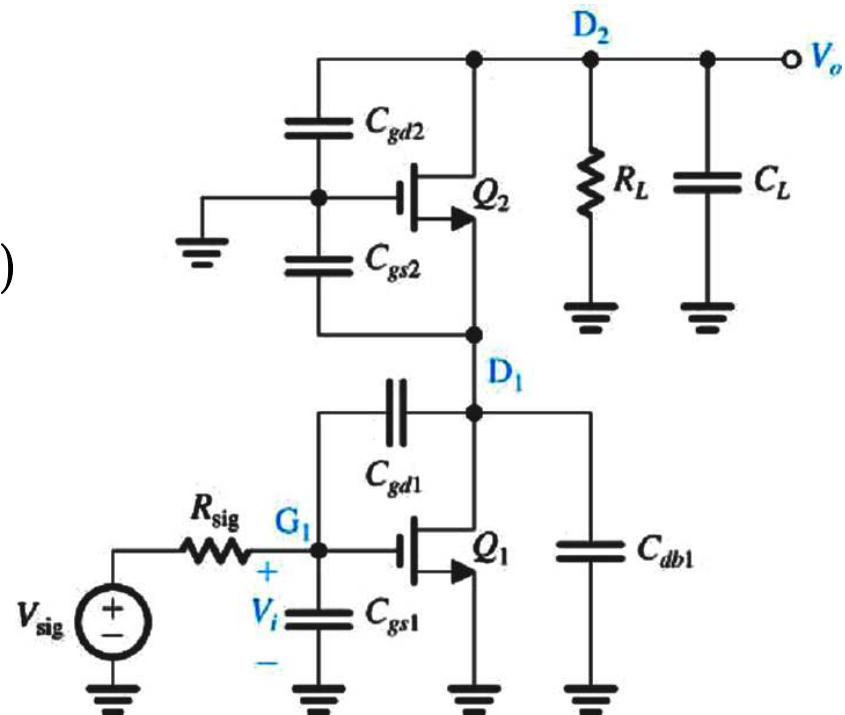 D2
Vo
Cgd2
Q2
RL
CL
)
Cgs2
D1
Cgd1
Rsig
G1
Q1
Cdb1
+
Vsig
+
−
Vi
Cgs1
−